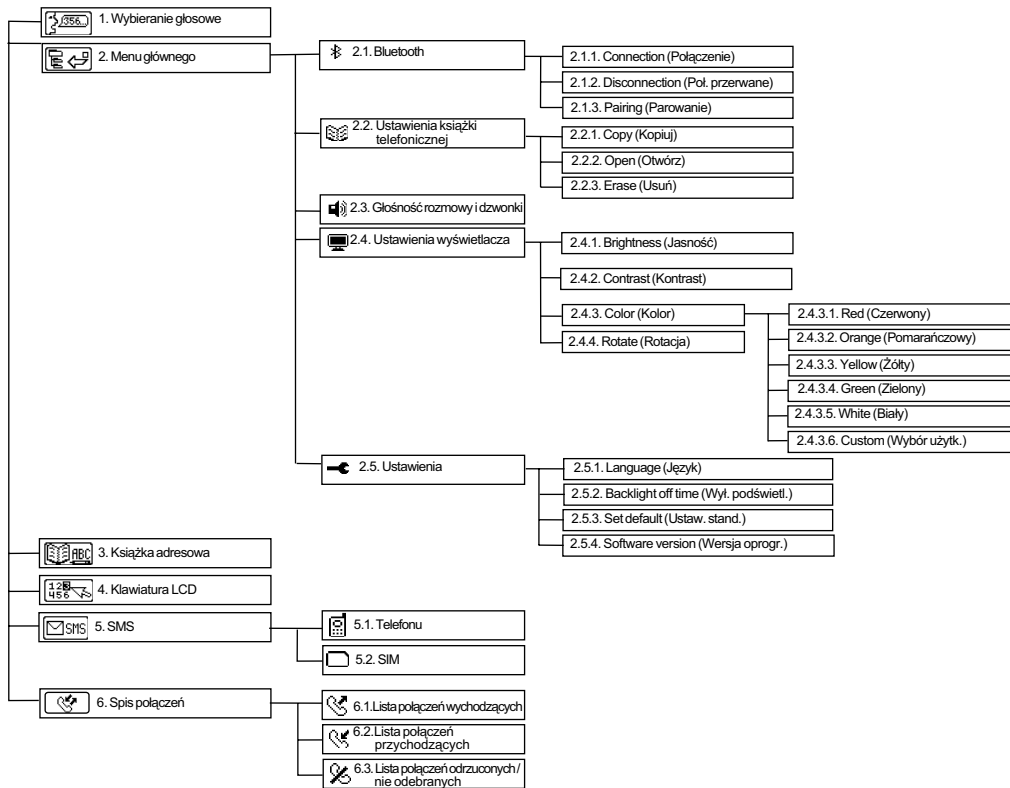 1. Wybieranie głosowe
2. Menu głównego
2.1. Bluetooth
2.1.1. Connection (Połączenie)
2.1.2. Disconnection (Poł. przerwane)
2.1.3. Pairing (Parowanie)
2.2. Ustawienia książki
telefonicznej
2.2.1. Copy (Kopiuj)
2.2.2. Open (Otwórz)
2.2.3. Erase (Usuń)
2.3. Głośność rozmowy i dzwonki
2.4. Ustawienia wyświetlacza
2.4.1. Brightness (Jasność)
2.4.2. Contrast (Kontrast)
2.4.3. Color (Kolor)
2.4.3.1. Red (Czerwony)
2.4.3.2. Orange (Pomarańczowy)
2.4.3.3. Yellow (Żółty)
2.4.3.4. Green (Zielony)
2.4.3.5. White (Biały)
2.4.3.6. Custom (Wybór użytk.)
2.4.4. Rotate (Rotacja)
2.5. Ustawienia
2.5.1. Language (Język)
2.5.2. Backlight off time (Wył. podświetl.)
2.5.3. Set default (Ustaw. stand.)
2.5.4. Software version (Wersja oprogr.)
ABC 3. Książka adresowa
123
456 4. Klawiatura LCD
SMS 5. SMS
5.1. Telefonu
5.2. SIM
6. Spis połączeń
6.1. Lista połączeń wychodzących
6.2. Lista połączeń
przychodzących
6.3. Lista połączeń odrzuconych /
nie odebranych